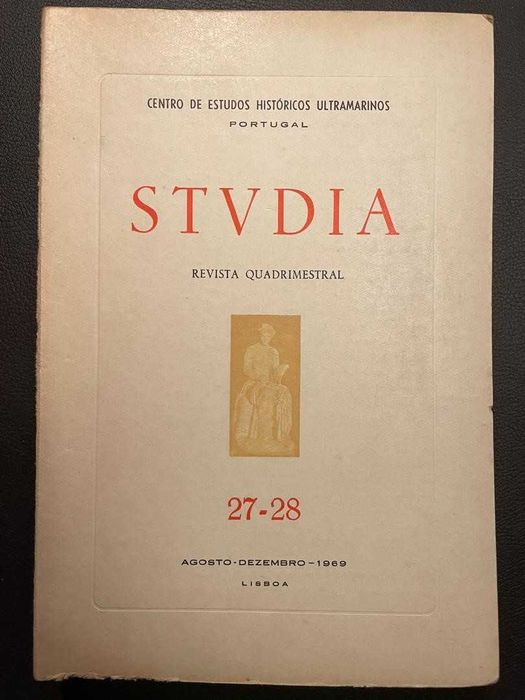 CENTRO DE ESTUDOS HISTÓRICOS ULTRAMARINOS
PORTUGAL
STVDIA
REVISTA QUADRIMESTRAL
27-28
AGOSTO-DEZEMBRO-1969
LISBOA